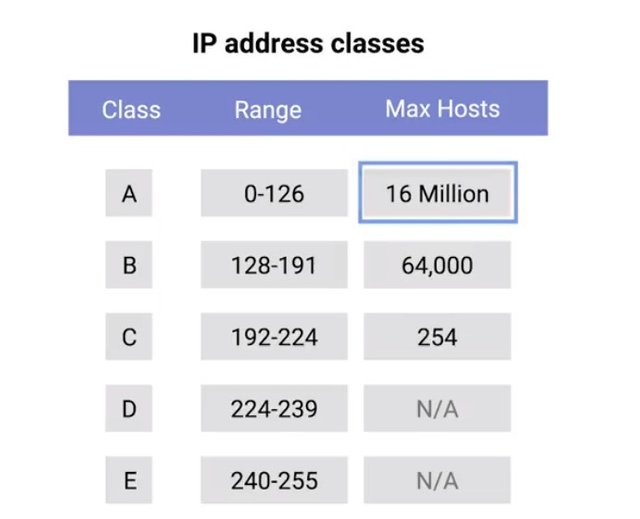 IP address classes
Class Range Max Hosts
A 0-126 16 Million
B 128-191 64,000
C 192-224 254
D 224-239 N/A
E 240-255 N/A